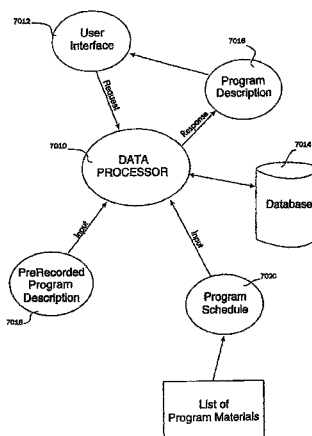 7012
User
Interface
7016
Program
Description
Request
Response
7010
DATA
PROCESSOR
7014
Database
Input
Input
PreRecorded
Program
Description
7018
7020
Program
Schedule
List of
Program Materials